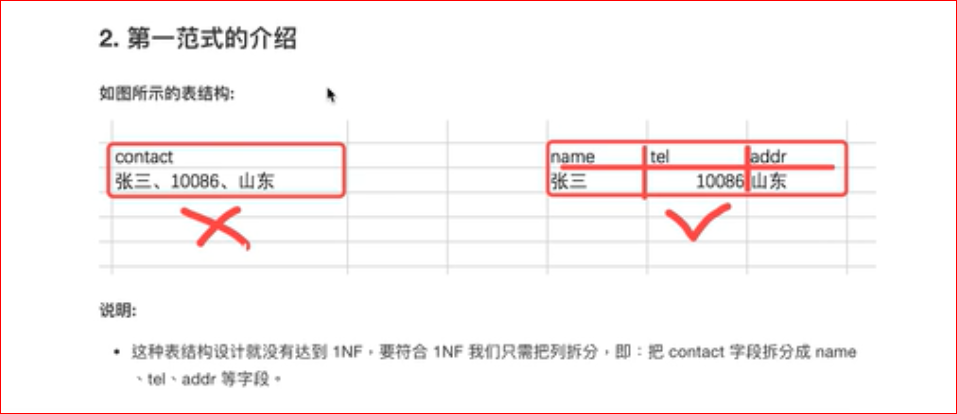 2. 第一范式的介绍
如图所示的表结构:
contact
张三、10086、山东
name tel addr
张三 10086 山东
说明:
• 这种表结构设计就没有达到 1NF，要符合 1NF 我们只需把列拆分，即：把 contact 字段拆分成 name
、tel、addr 等字段。